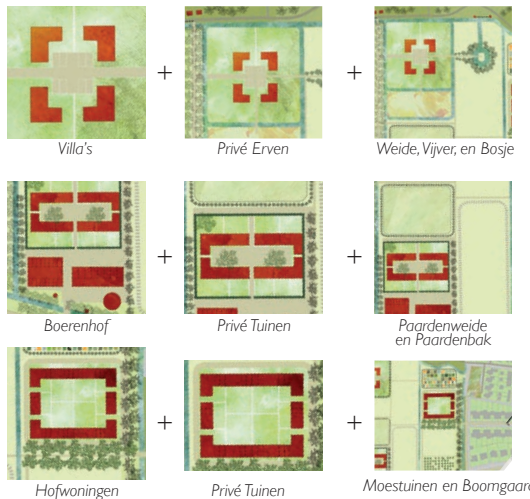 + +
Villa's Privé Erven Weide, Vijver, en Bosje
+ +
Boerenhof Privé Tuinen Paardenweide
en Paardenbak
+ +
Hofwoningen Privé Tuinen Moestuinen en Boomgaard